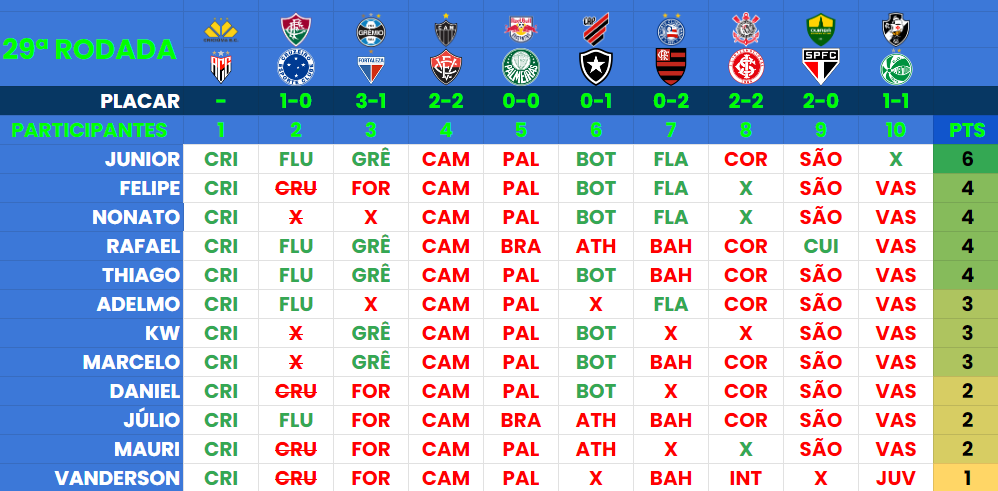 29ª RODADA
PLACAR - 1-0 3-1 2-2 0-0 0-1 0-2 2-2 2-0 1-1
PARTICIPANTES 1 2 3 4 5 6 7 8 9 10 PTS
JUNIOR CRI FLU GRÊ CAM PAL BOT FLA COR SÃO X 6
FELIPE CRI CRU FOR CAM PAL BOT FLA X SÃO VAS 4
NONATO CRI X X CAM PAL BOT FLA X SÃO VAS 4
RAFAEL CRI FLU GRÊ CAM BRA ATH BAH COR CUI VAS 4
THIAGO CRI FLU GRÊ CAM PAL BOT BAH COR SÃO VAS 4
ADELMO CRI FLU X CAM PAL X FLA COR SÃO VAS 3
KW CRI X GRÊ CAM PAL BOT X X SÃO VAS 3
MARCELO CRI X GRÊ CAM PAL BOT BAH COR SÃO VAS 3
DANIEL CRI CRU FOR CAM PAL BOT X COR SÃO VAS 2
JÚLIO CRI FLU FOR CAM BRA ATH BAH COR SÃO VAS 2
MAURI CRI CRU FOR CAM PAL ATH X X SÃO VAS 2
VANDERSON CRI CRU FOR CAM PAL X BAH INT X JUV 1